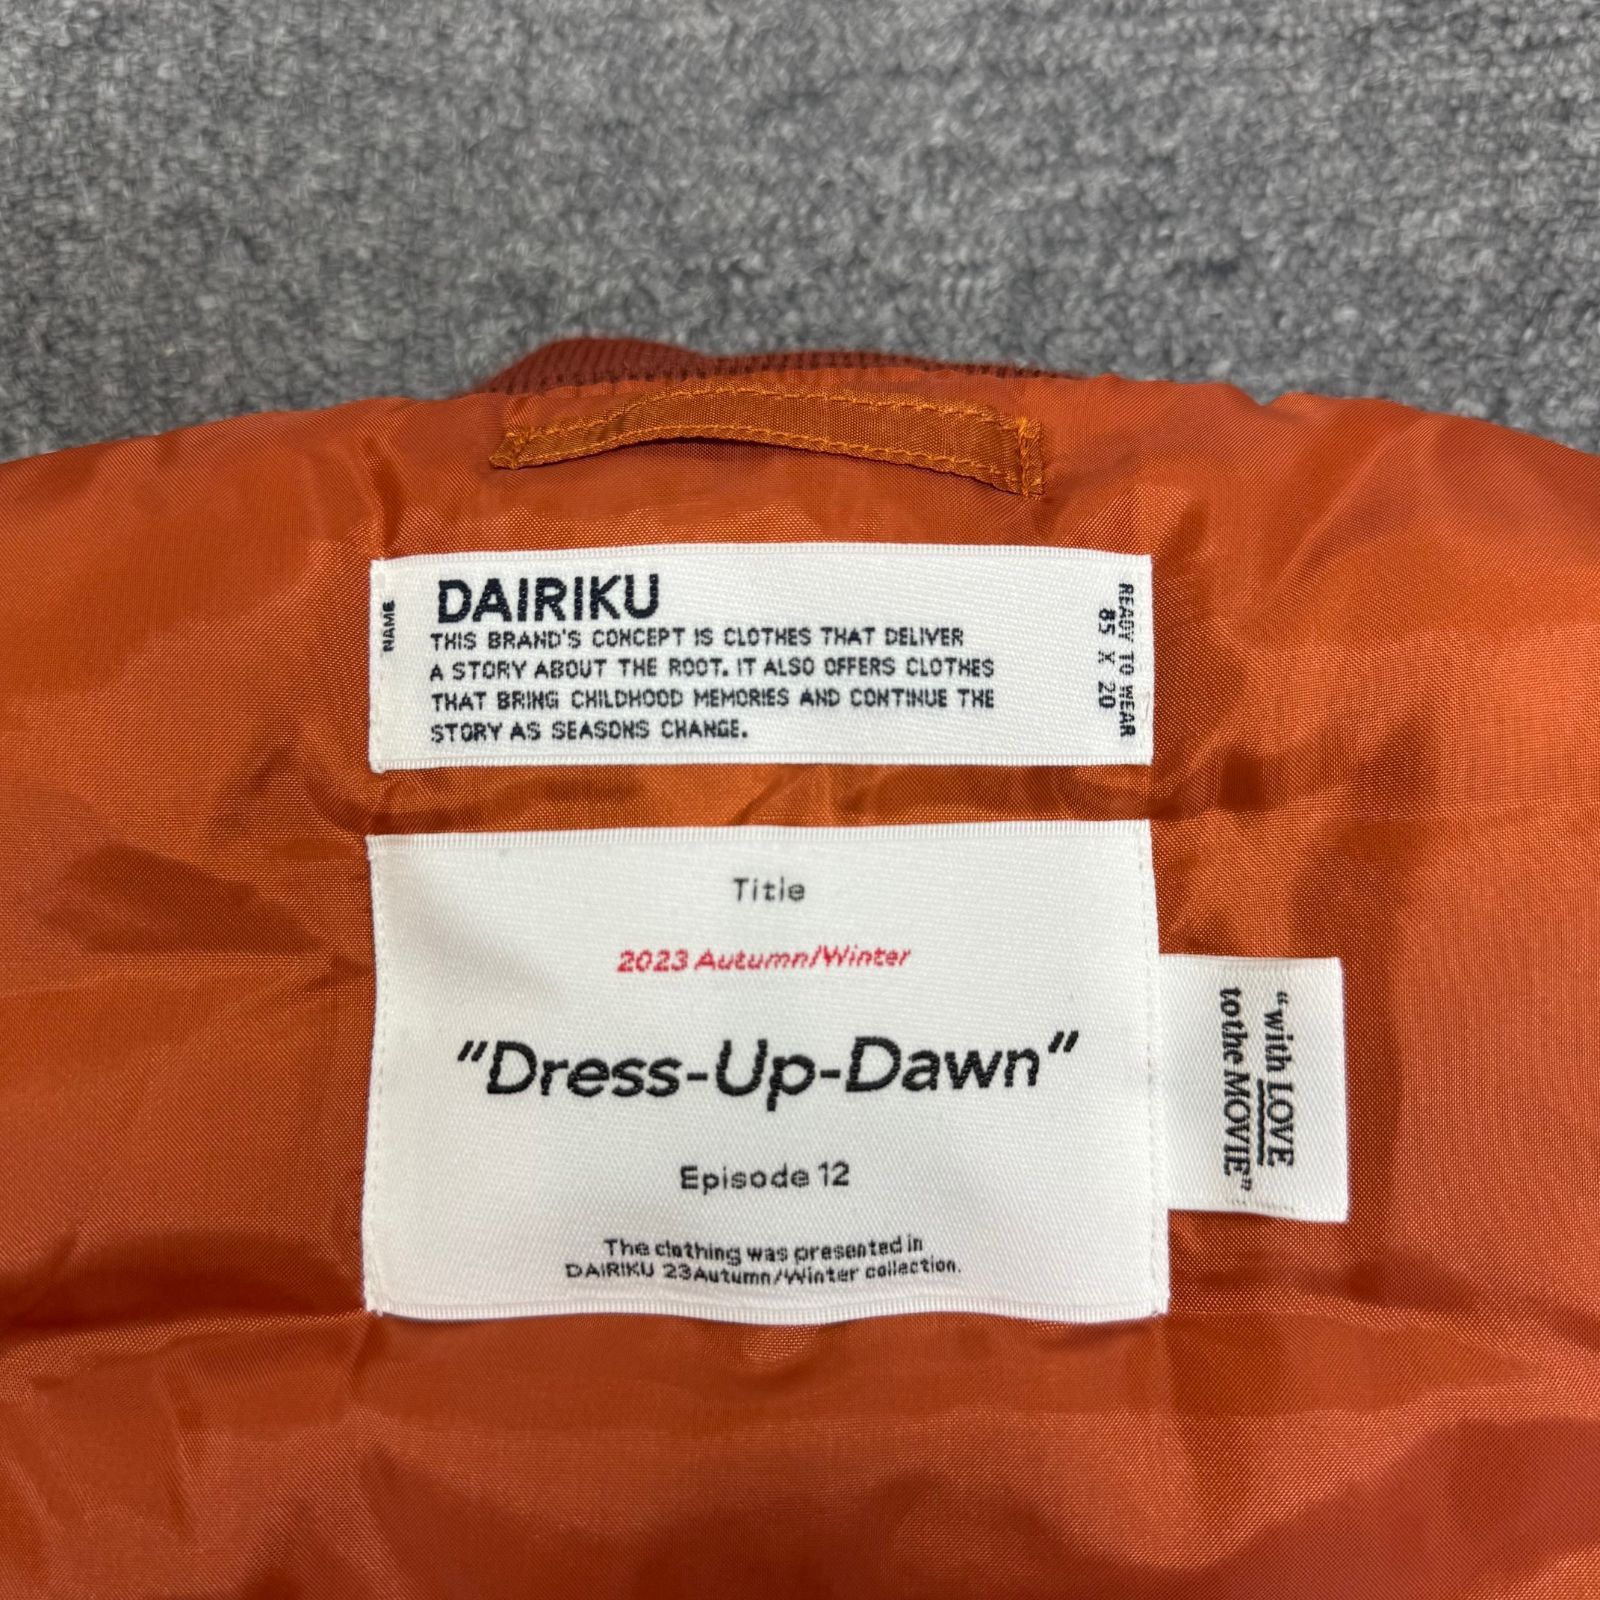 NAME
DAIRIKU
THIS BRAND'S CONCEPT IS CLOTHES THAT DELIVER
A STORY ABOUT THE ROOT. IT ALSO OFFERS CLOTHES
THAT BRING CHILDHOOD MEMORIES AND CONTINUE THE
STORY AS SEASONS CHANGE.
READY TO WEAR
85 X 20
Title
2023 Autumn/Winter
"Dress-Up-Dawn"
Episode 12
The clothing was presented in
DAIRIKU 23Autumn/Winter collection.
"with LOVE
to the MOVIE"